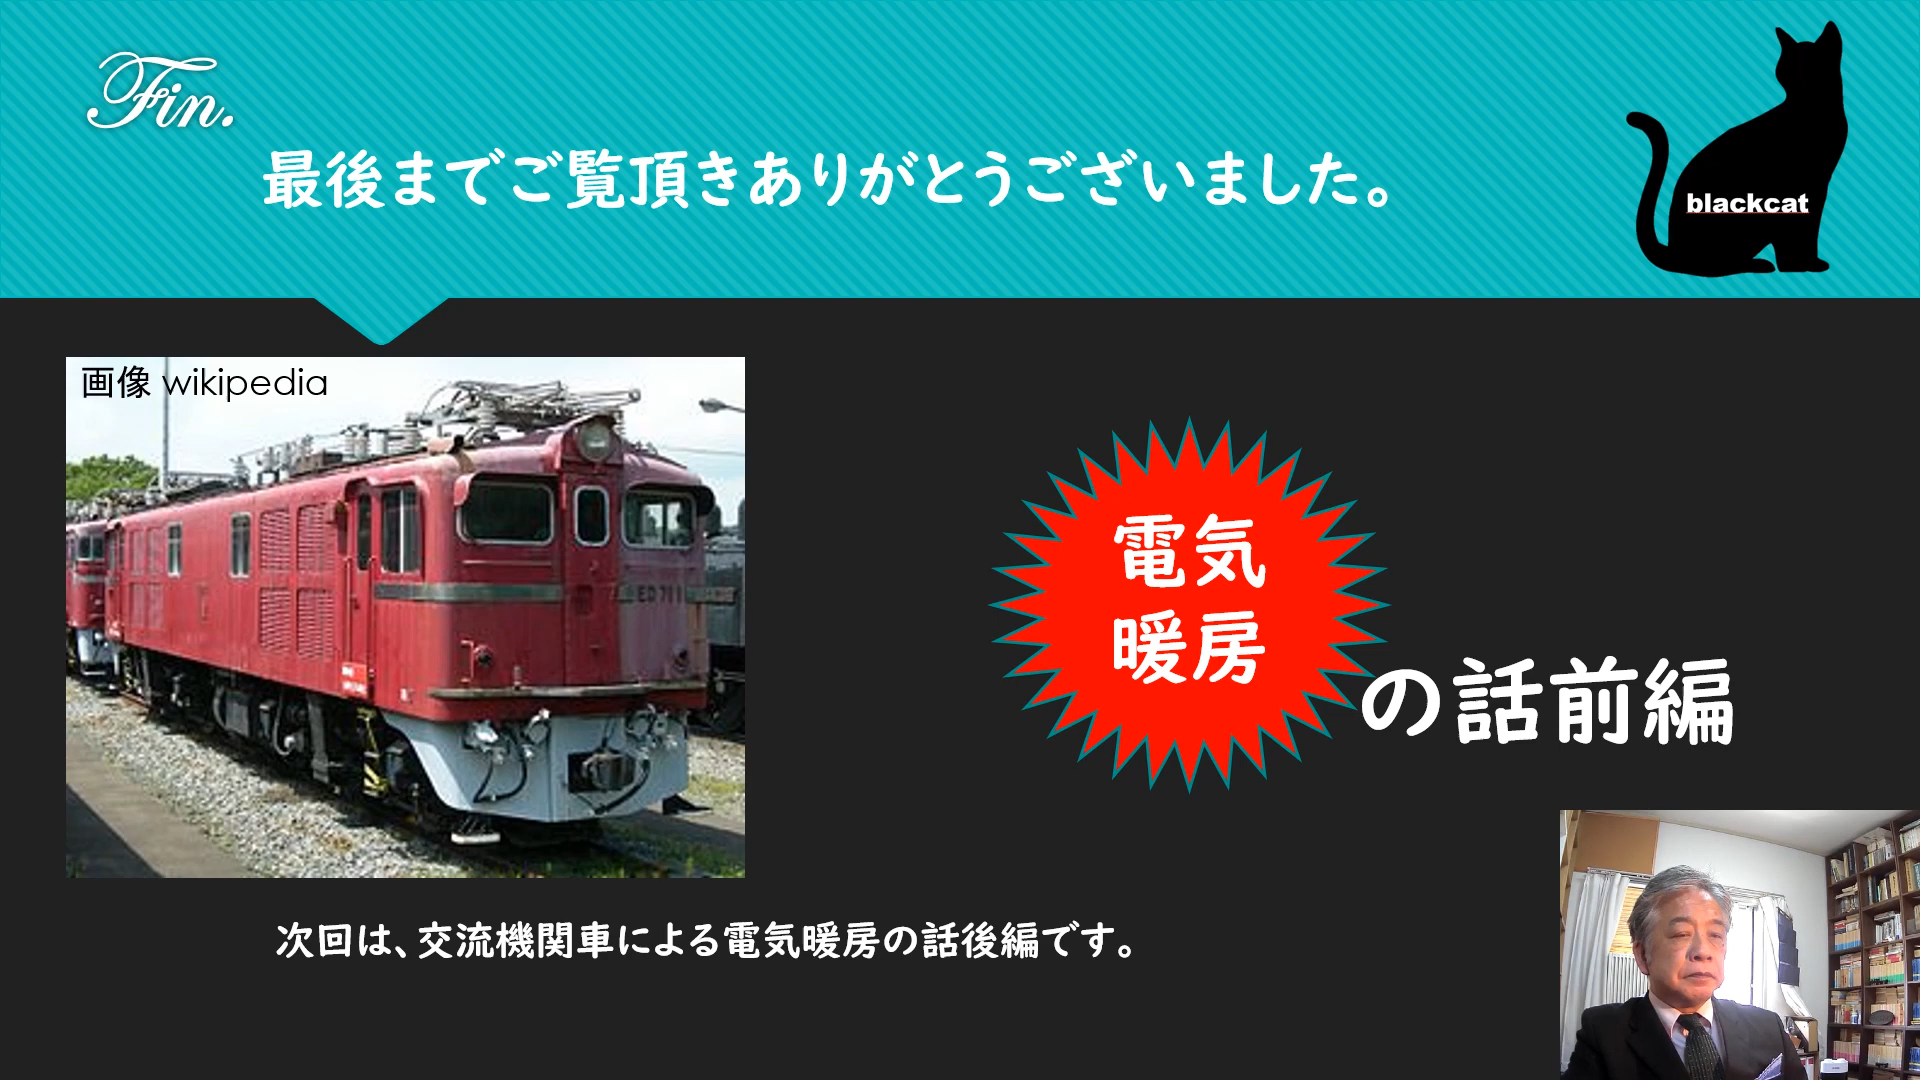 Fin.
最後までご覧頂きありがとうございました。
blackcat
画像 wikipedia
電気
暖房
の話前編
次回は、交流機関車による電気暖房の話後編です。